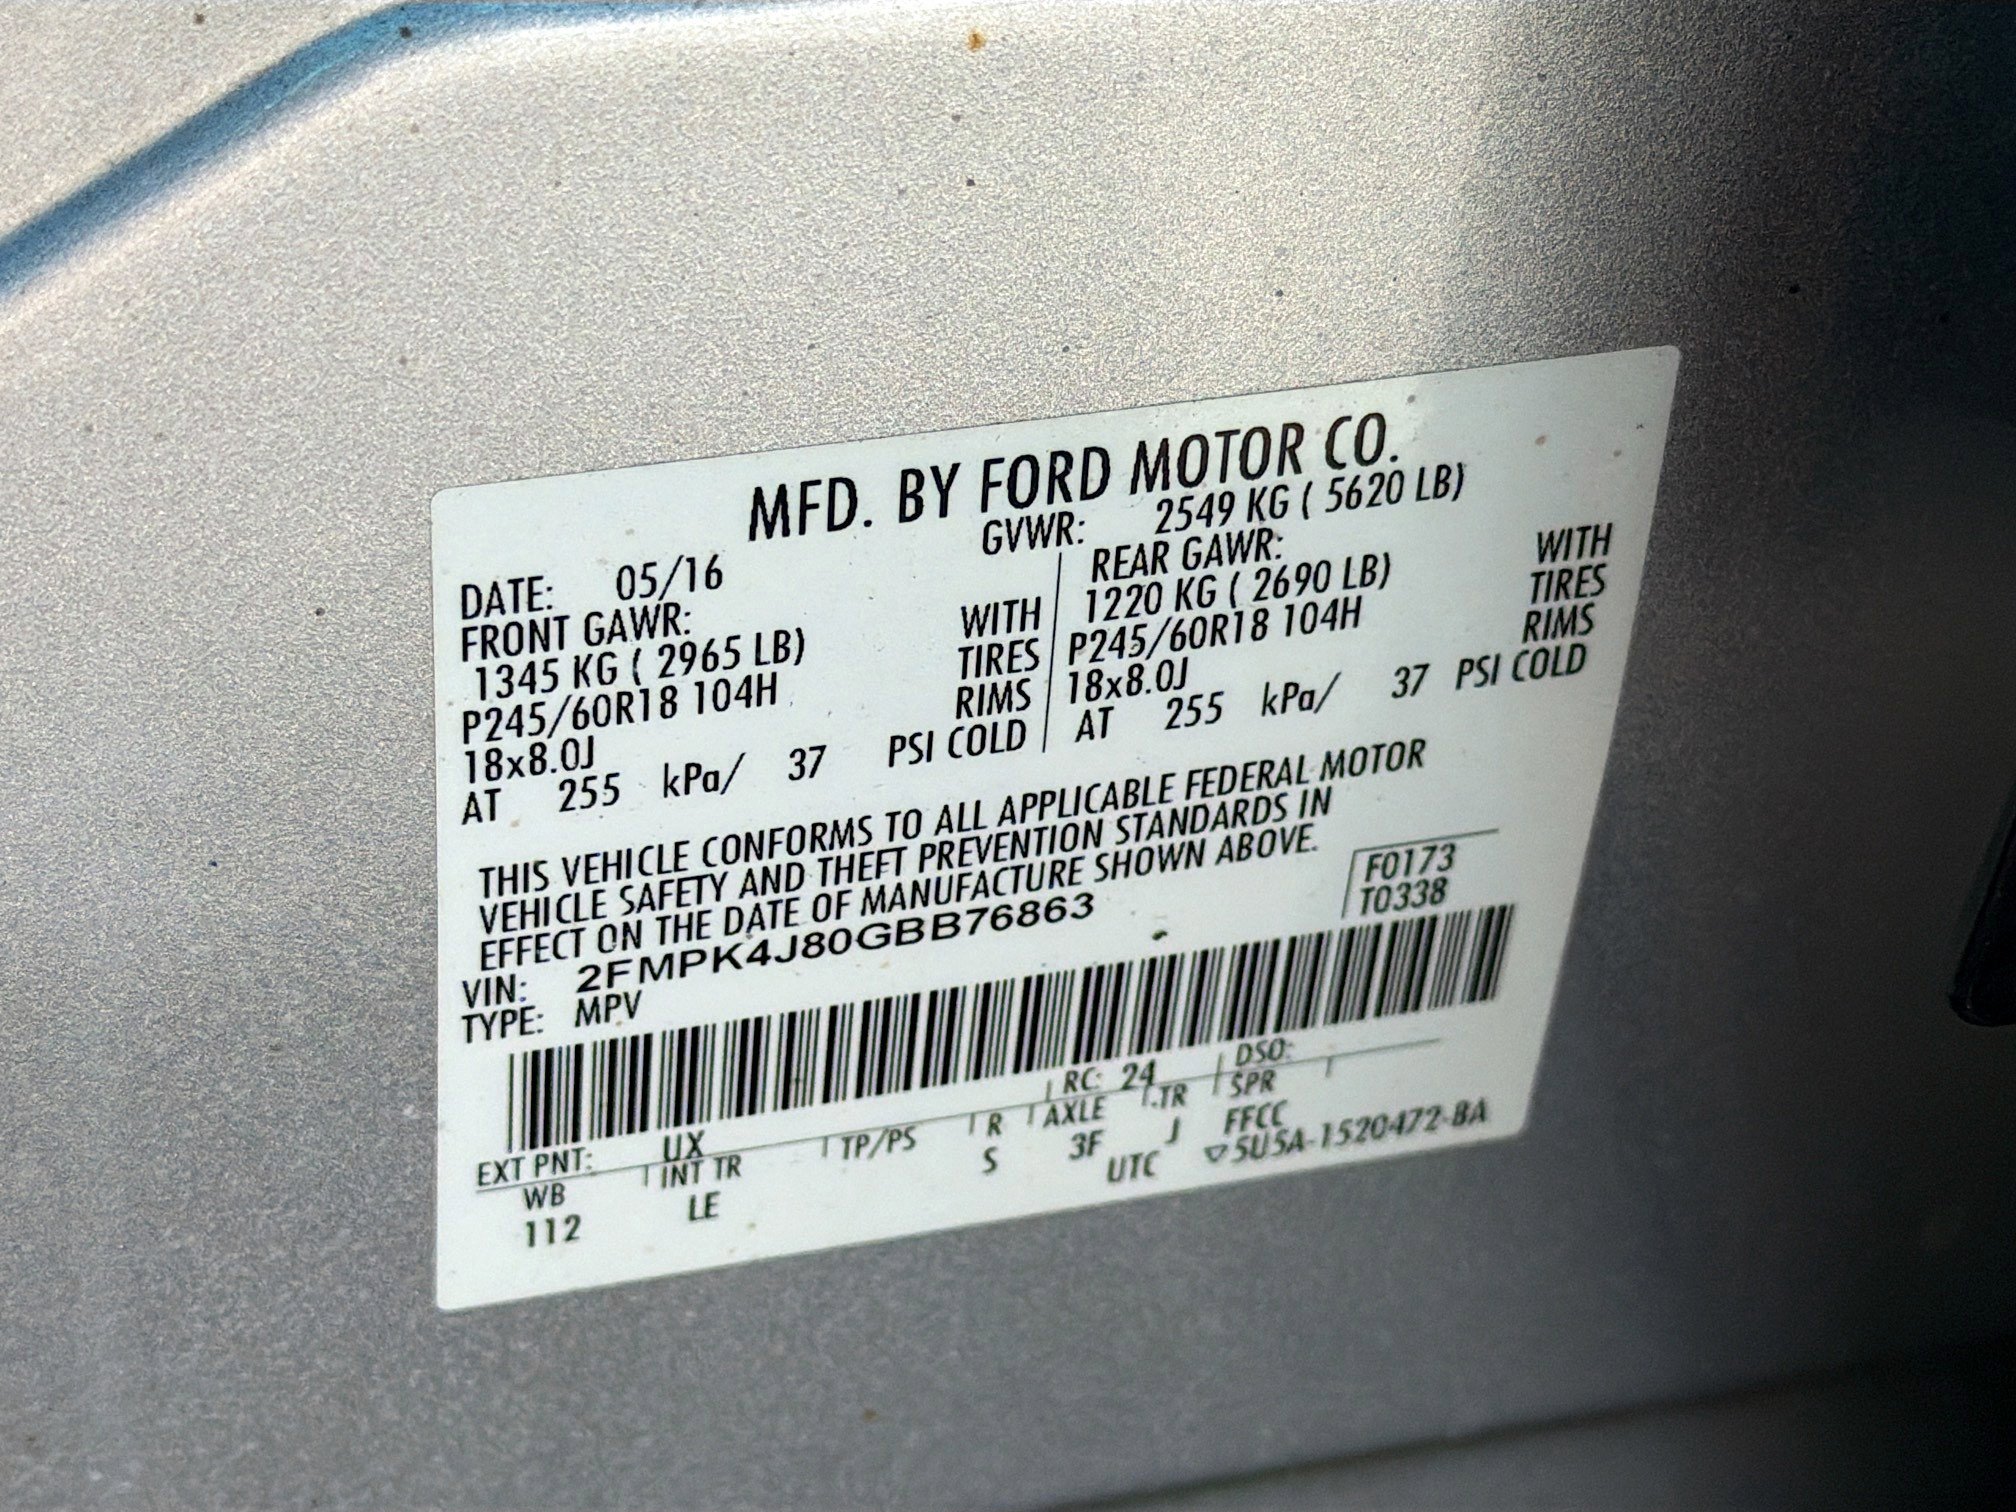 MFD. BY FORD MOTOR CO.
DATE: 05/16 GVWR: 2549 KG ( 5620 LB)
FRONT GAWR: REAR GAWR:
1345 KG ( 2965 LB) WITH 1220 KG ( 2690 LB) WITH
P245/60R18 104H TIRES P245/60R18 104H TIRES
18x8.0J RIMS 18x8.0J RIMS
AT 255 kPa/ 37 PSI COLD AT 255 kPa/ 37 PSI COLD
THIS VEHICLE CONFORMS TO ALL APPLICABLE FEDERAL MOTOR
VEHICLE SAFETY AND THEFT PREVENTION STANDARDS IN
EFFECT ON THE DATE OF MANUFACTURE SHOWN ABOVE.
F0173
T0338
VIN: 2FMPK4J80GBB76863
TYPE: MPV
EXT PNT: UX RC: 24 DSO:
WB INT TR TP/PS R AXLE TR SPR
112 LE S 3F J FFCC
UTC ▽5U5A-1520472-BA